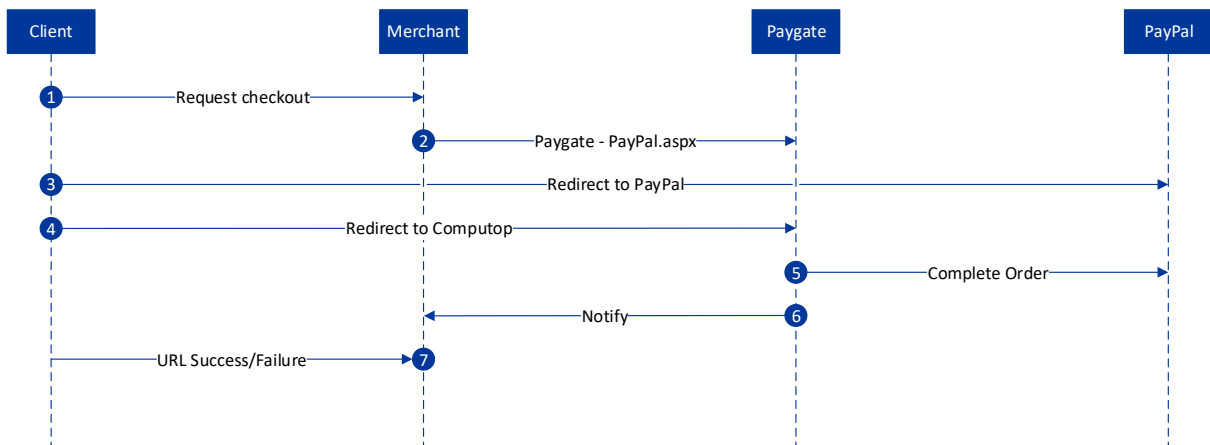 Client
Merchant
Paygate
PayPal
1
Request checkout
2
Paygate - PayPal.aspx
3
Redirect to PayPal
4
Redirect to Computop
5
Complete Order
Notify
6
URL Success/Failure
7